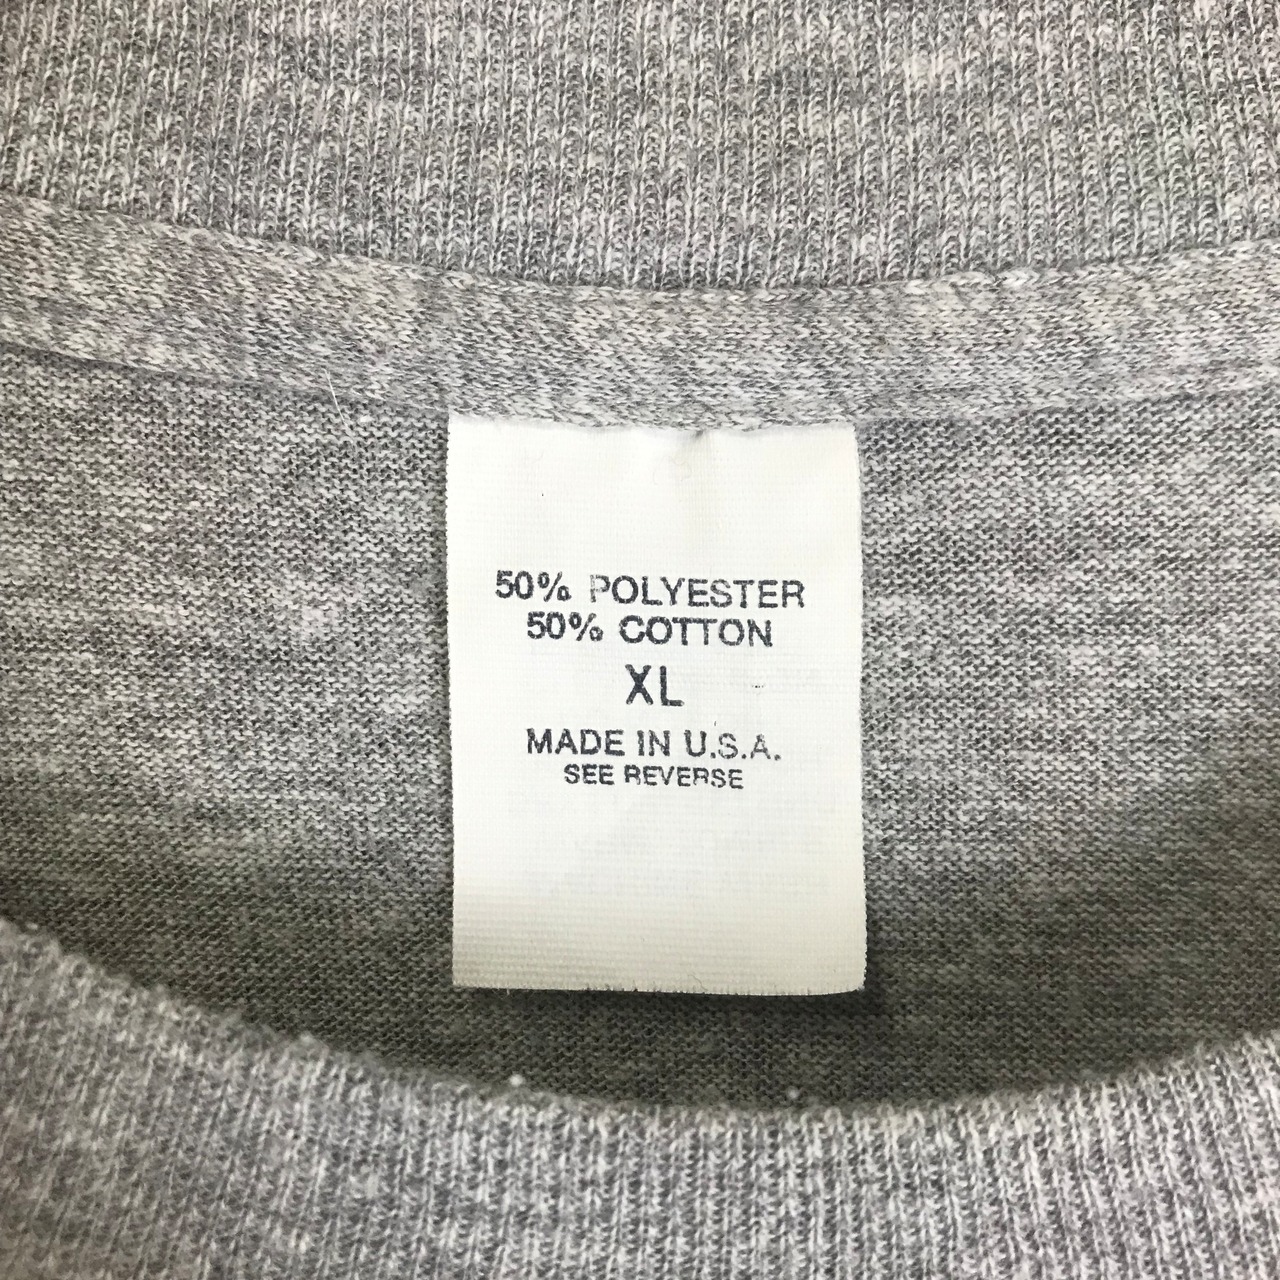 50% POLYESTER
50% COTTON
XL
MADE IN U.S.A.
SEE REVERSE